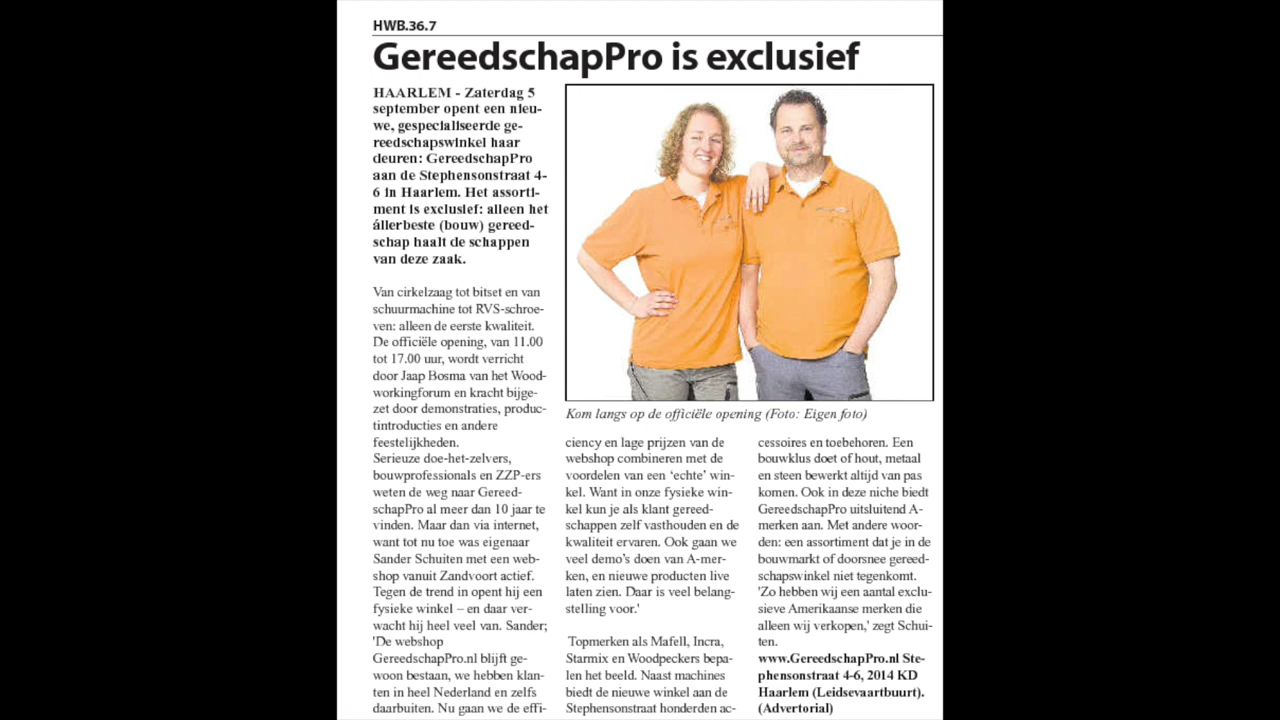 HWB.36.7
GereedschapPro is exclusief
HAARLEM - Zaterdag 5
september opent een nieu-
we, gespecialiseerde ge-
reedschapswinkel haar
deuren: GereedschapPro
aan de Stephensonstraat 4-
6 in Haarlem. Het assorti-
ment is exclusief: alleen het
állerbeste (bouw) gereed-
schap haalt de schappen
van deze zaak.
Van cirkelzaag tot bitset en van
schuurmachine tot RVS-schroe-
ven: alleen de eerste kwaliteit.
De officiële opening, van 11.00
tot 17.00 uur, wordt verricht
door Jaap Bosma van het Wood-
workingforum en kracht bijge-
zet door demonstraties, produc-
tintroducties en andere
feestelijkheden.
Serieuze doe-het-zelvers,
bouwprofessionals en ZZP-ers
weten de weg naar Gereed-
schapPro al meer dan 10 jaar te
vinden. Maar dan via internet,
want tot nu toe was eigenaar
Sander Schuiten met een web-
shop vanuit Zandvoort actief.
Tegen de trend in opent hij een
fysieke winkel – en daar ver-
wacht hij heel veel van. Sander;
'De webshop
GereedschapPro.nl blijft ge-
woon bestaan, we hebben klan-
ten in heel Nederland en zelfs
daarbuiten. Nu gaan we de effi-
Kom langs op de officiële opening (Foto: Eigen foto)
ciency en lage prijzen van de
webshop combineren met de
voordelen van een ‘echte’ win-
kel. Want in onze fysieke win-
kel kun je als klant gereed-
schappen zelf vasthouden en de
kwaliteit ervaren. Ook gaan we
veel demo’s doen van A-mer-
ken, en nieuwe producten live
laten zien. Daar is veel belang-
stelling voor.'
Topmerken als Mafell, Incra,
Starmix en Woodpeckers bepa-
len het beeld. Naast machines
biedt de nieuwe winkel aan de
Stephensonstraat honderden ac-
cessoires en toebehoren. Een
bouwklus doet of hout, metaal
en steen bewerkt altijd van pas
komen. Ook in deze niche biedt
GereedschapPro uitsluitend A-
merken aan. Met andere woor-
den: een assortiment dat je in de
bouwmarkt of doorsnee gereed-
schapswinkel niet tegenkomt.
'Zo hebben wij een aantal exclu-
sieve Amerikaanse merken die
alleen wij verkopen,' zegt Schui-
ten.
www.GereedschapPro.nl Ste-
phensonstraat 4-6, 2014 KD
Haarlem (Leidsevaartbuurt).
(Advertorial)